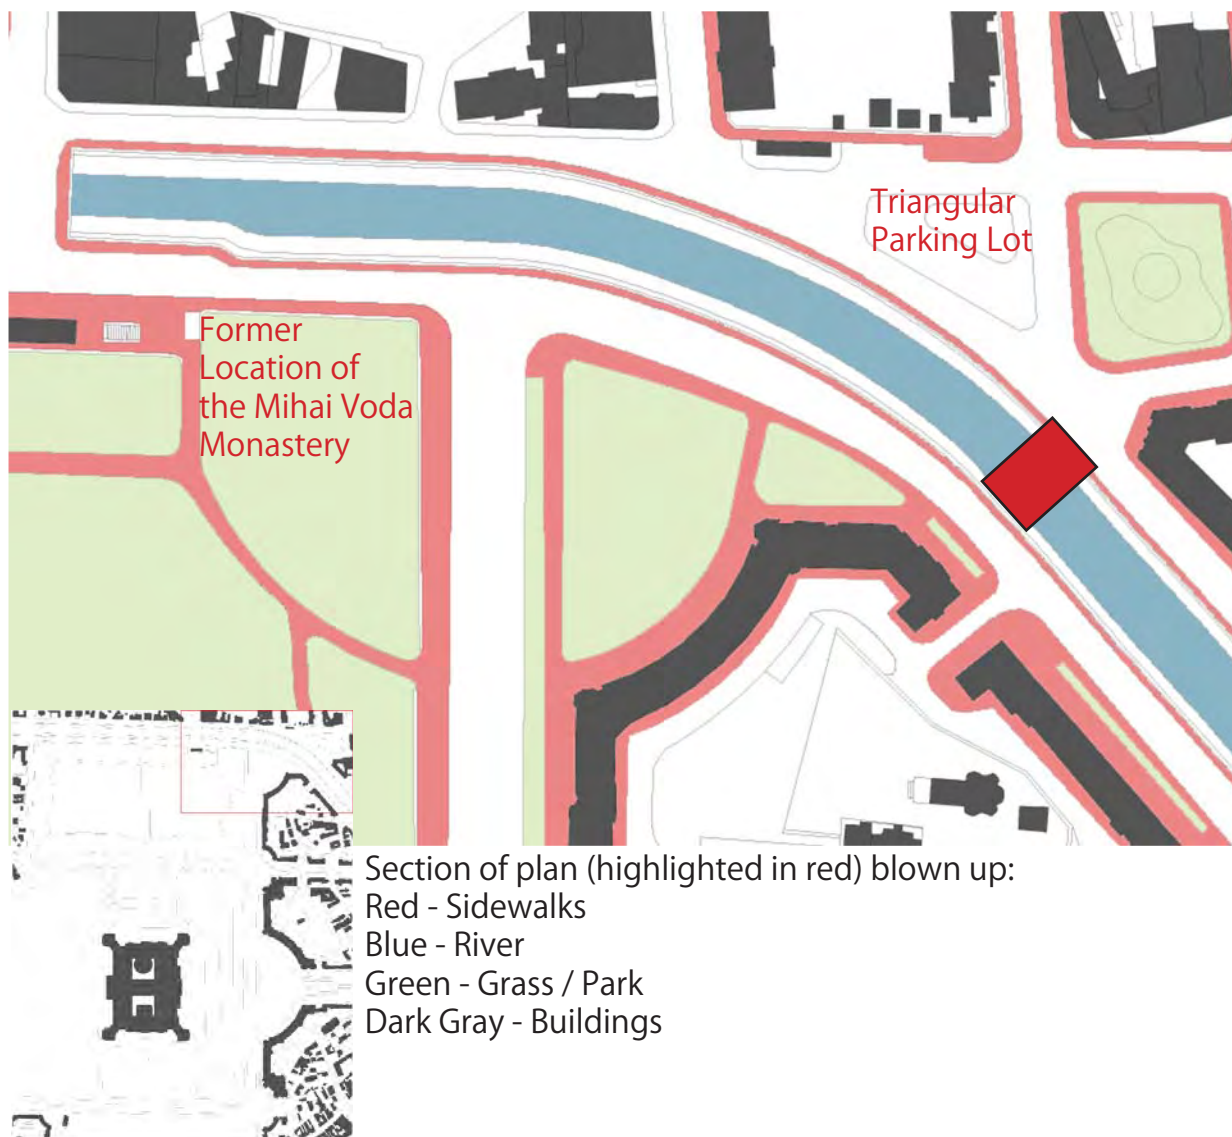 Triangular
Parking Lot
Former
Location of
the Mihai Voda
Monastery
Section of plan (highlighted in red) blown up:
Red - Sidewalks
Blue - River
Green - Grass / Park
Dark Gray - Buildings